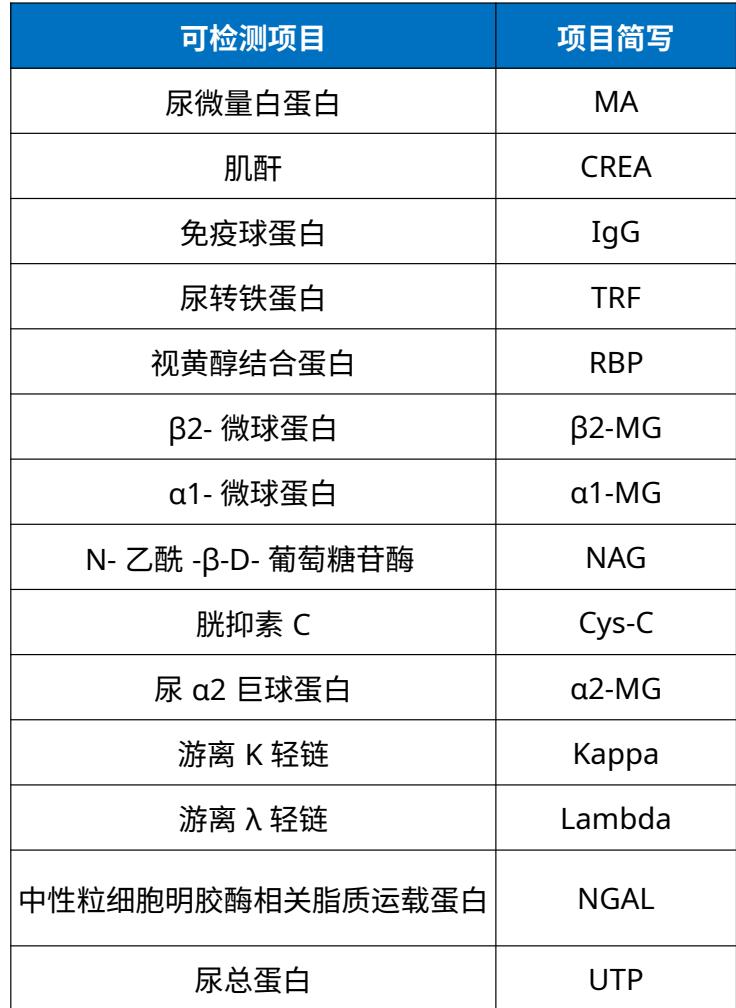 可检测项目 项目简写
尿微量白蛋白 MA
肌酐 CREA
免疫球蛋白 IgG
尿转铁蛋白 TRF
视黄醇结合蛋白 RBP
β2- 微球蛋白 β2-MG
α1- 微球蛋白 α1-MG
N- 乙酰 -β-D- 葡萄糖苷酶 NAG
胱抑素 C Cys-C
尿 α2 巨球蛋白 α2-MG
游离 K 轻链 Kappa
游离 λ 轻链 Lambda
中性粒细胞明胶酶相关脂质运载蛋白 NGAL
尿总蛋白 UTP